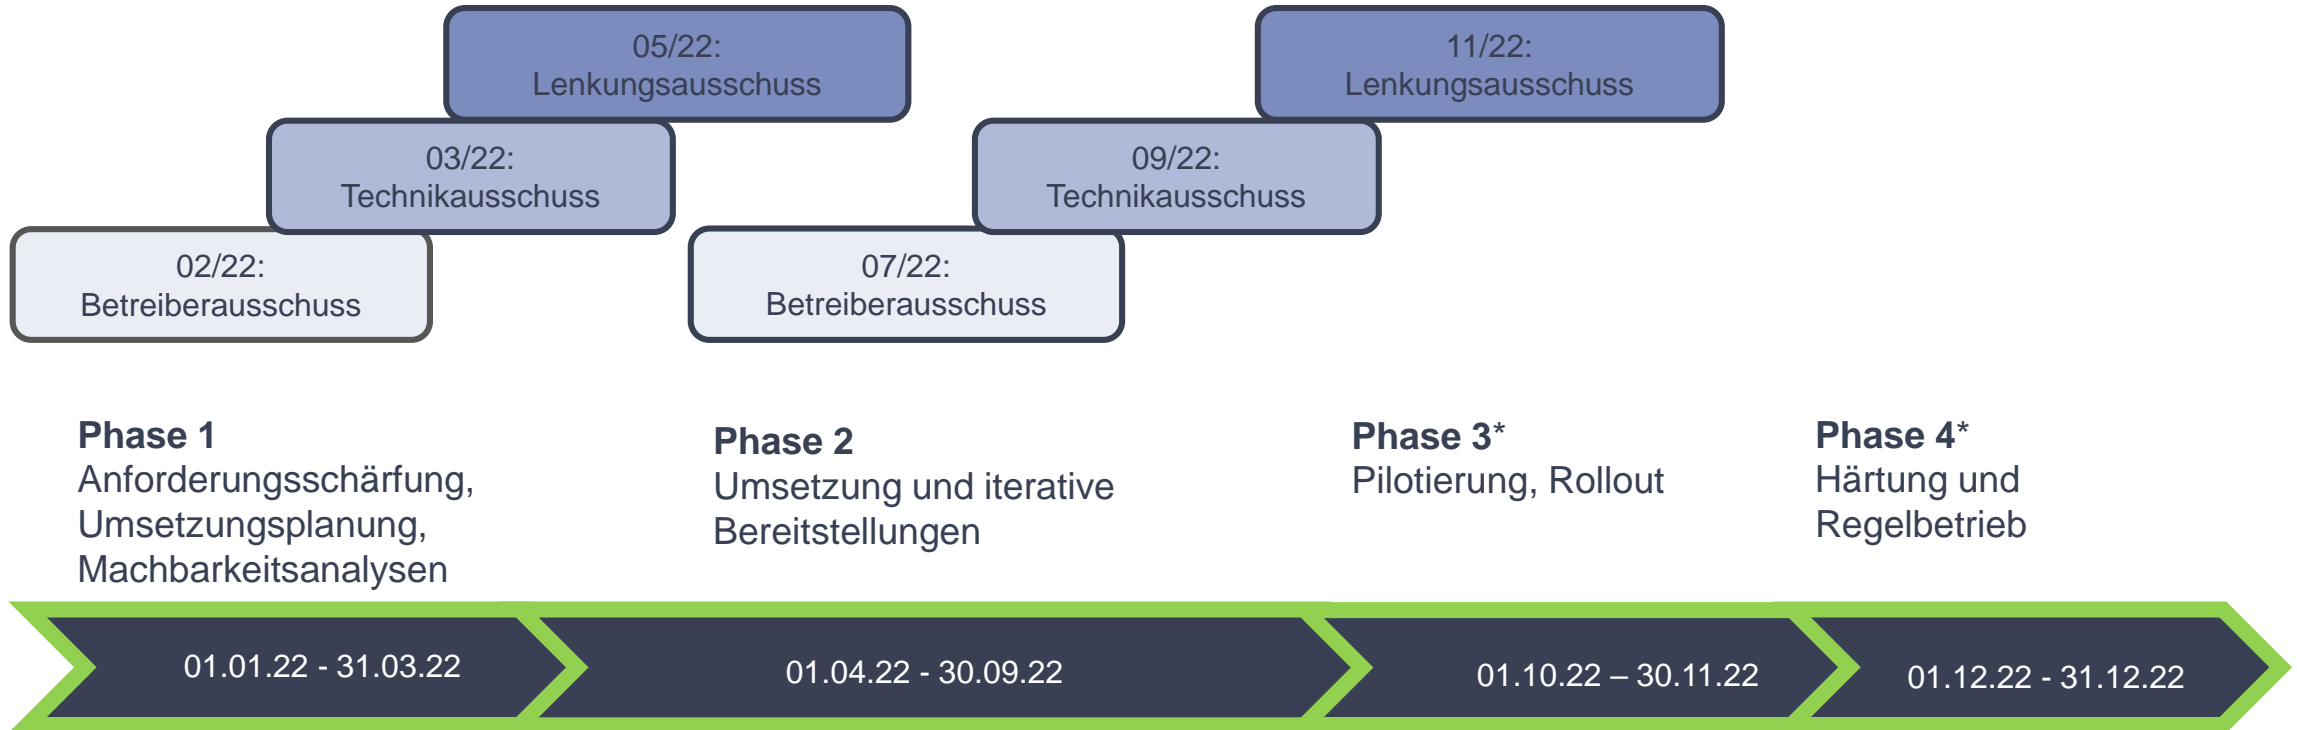 05/22:
Lenkungsausschuss
11/22:
Lenkungsausschuss
03/22:
Technikausschuss
09/22:
Technikausschuss
02/22:
Betreiberausschuss
07/22:
Betreiberausschuss
Phase 1
Anforderungsschärfung,
Umsetzungsplanung,
Machbarkeitsanalysen
Phase 2
Umsetzung und iterative
Bereitstellungen
Phase 3*
Pilotierung, Rollout
Phase 4*
Härtung und
Regelbetrieb
01.01.22 - 31.03.22
01.04.22 - 30.09.22
01.10.22 – 30.11.22
01.12.22 - 31.12.22